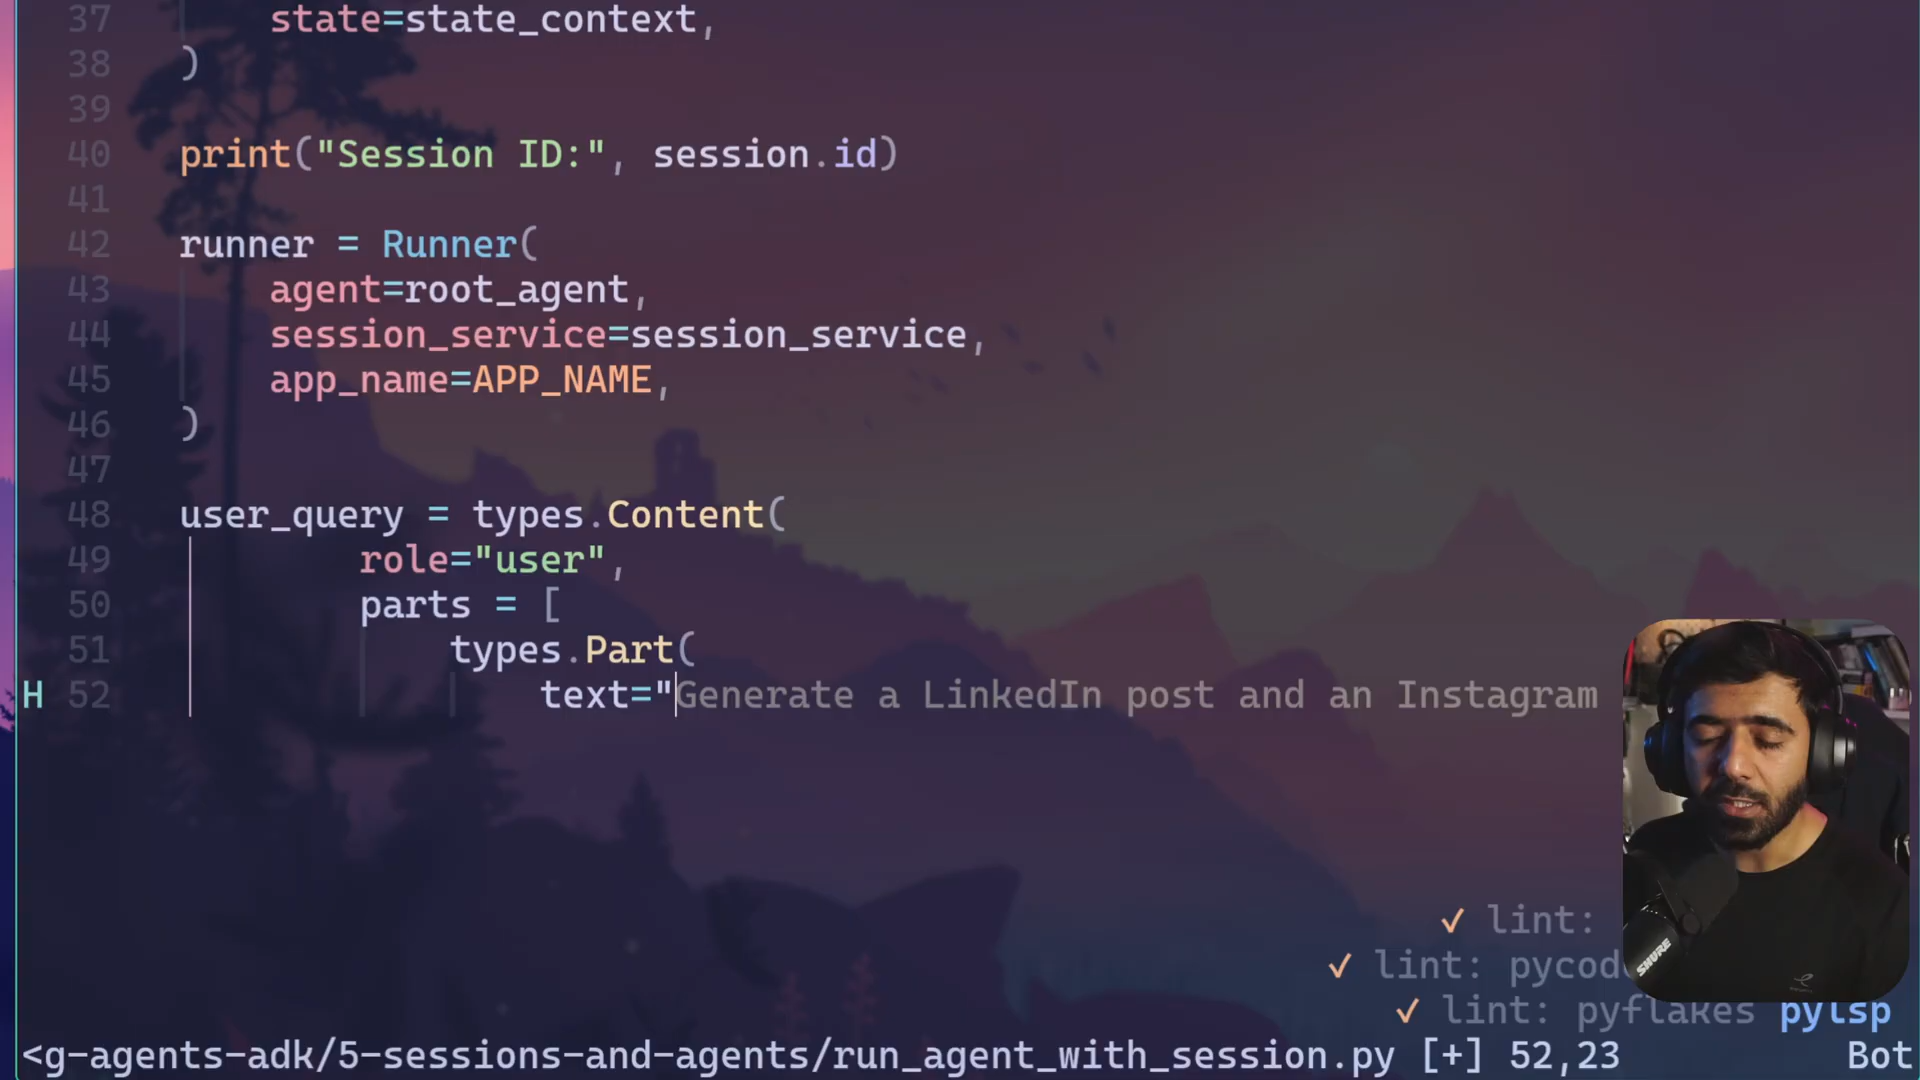 37 state=state_context,
38 )
39
40 print("Session ID:", session.id)
41
42 runner = Runner(
43 agent=root_agent,
44 session_service=session_service,
45 app_name=APP_NAME,
46 )
47
48 user_query = types.Content(
49 role="user",
50 parts = [
51 types.Part(
H 52 text="Generate a LinkedIn post and an Instagram
✓ lint:
✓ lint: pycod
✓ lint: pyflakes pylsp
SHURE
<g-agents-adk/5-sessions-and-agents/run_agent_with_session.py [+] 52,23 Bot